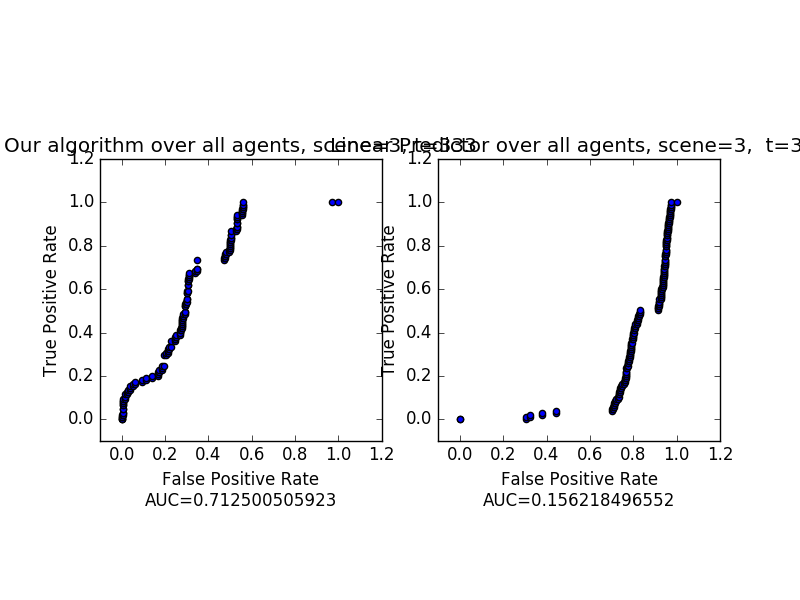 Our algorithm over all agents, scene=3, t=333
Linear Predictor over all agents, scene=3,  t=3
1.2
1.0
0.8
0.6
0.4
0.2
0.0
True Positive Rate
0.0 0.2 0.4 0.6 0.8 1.0 1.2
False Positive Rate
AUC=0.712500505923
1.2
1.0
0.8
0.6
0.4
0.2
0.0
True Positive Rate
0.0 0.2 0.4 0.6 0.8 1.0 1.2
False Positive Rate
AUC=0.156218496552